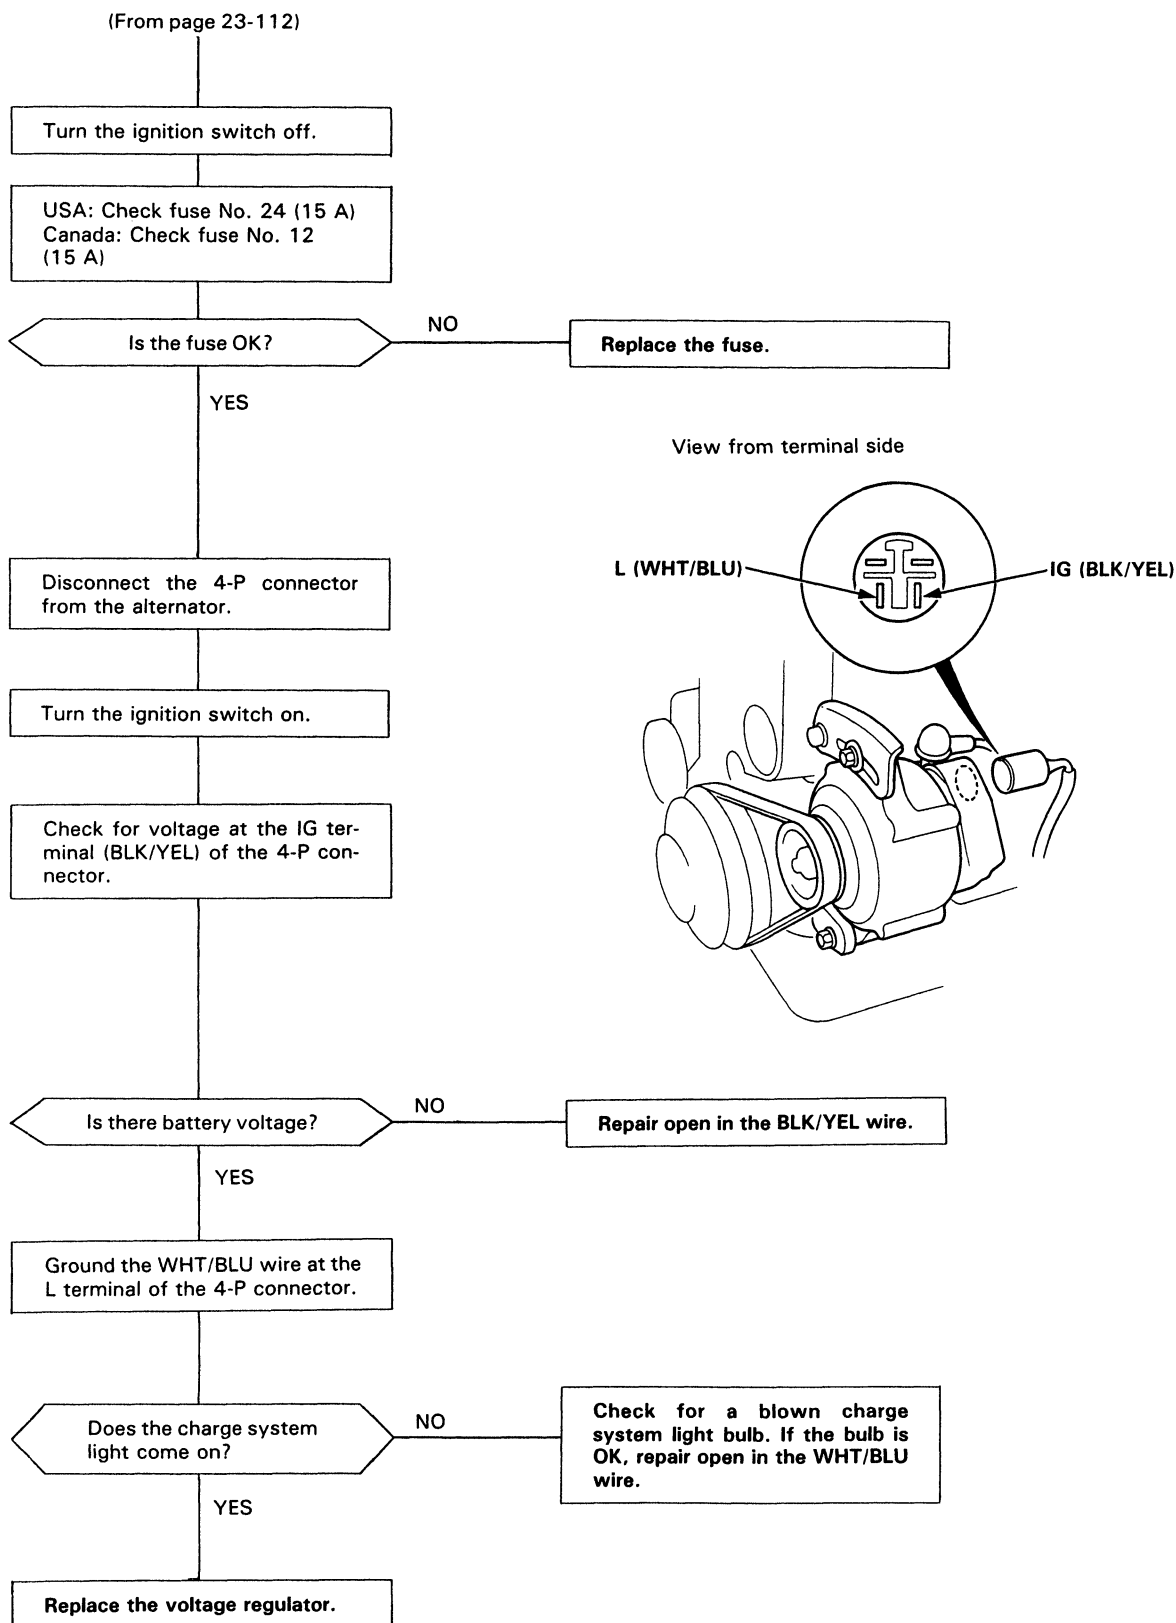 (From page 23-112)
Turn the ignition switch off.
USA: Check fuse No. 24 (15 A)
Canada: Check fuse No. 12
(15 A)
Is the fuse OK?
NO
Replace the fuse.
YES
View from terminal side
L (WHT/BLU)
IG (BLK/YEL)
Disconnect the 4-P connector
from the alternator.
Turn the ignition switch on.
Check for voltage at the IG ter-
minal (BLK/YEL) of the 4-P con-
nector.
Is there battery voltage?
NO
Repair open in the BLK/YEL wire.
YES
Ground the WHT/BLU wire at the
L terminal of the 4-P connector.
Does the charge system
light come on?
NO
Check for a blown charge
system light bulb. If the bulb is
OK, repair open in the WHT/BLU
wire.
YES
Replace the voltage regulator.